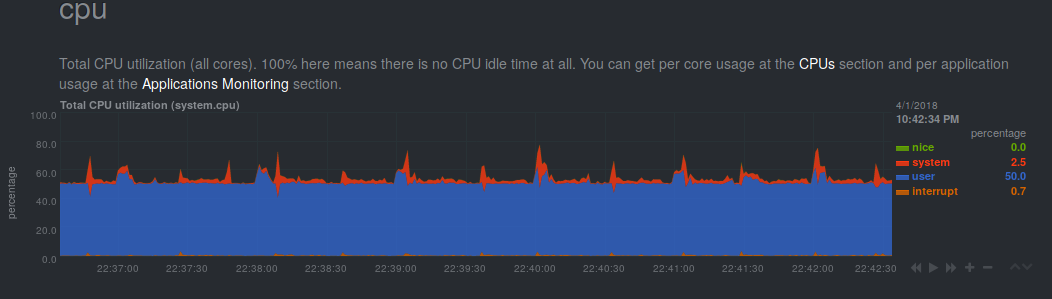 cpu
Total CPU utilization (all cores). 100% here means there is no CPU idle time at all. You can get per core usage at the CPUs section and per application
usage at the Applications Monitoring section.
Total CPU utilization (system.cpu)
4/1/2018
10:42:34 PM
percentage
nice 0.0
system 2.5
user 50.0
interrupt 0.7
percentage
100.0
80.0
60.0
40.0
20.0
0.0
22:37:00 22:37:30 22:38:00 22:38:30 22:39:00 22:39:30 22:40:00 22:40:30 22:41:00 22:41:30 22:42:00 22:42:30